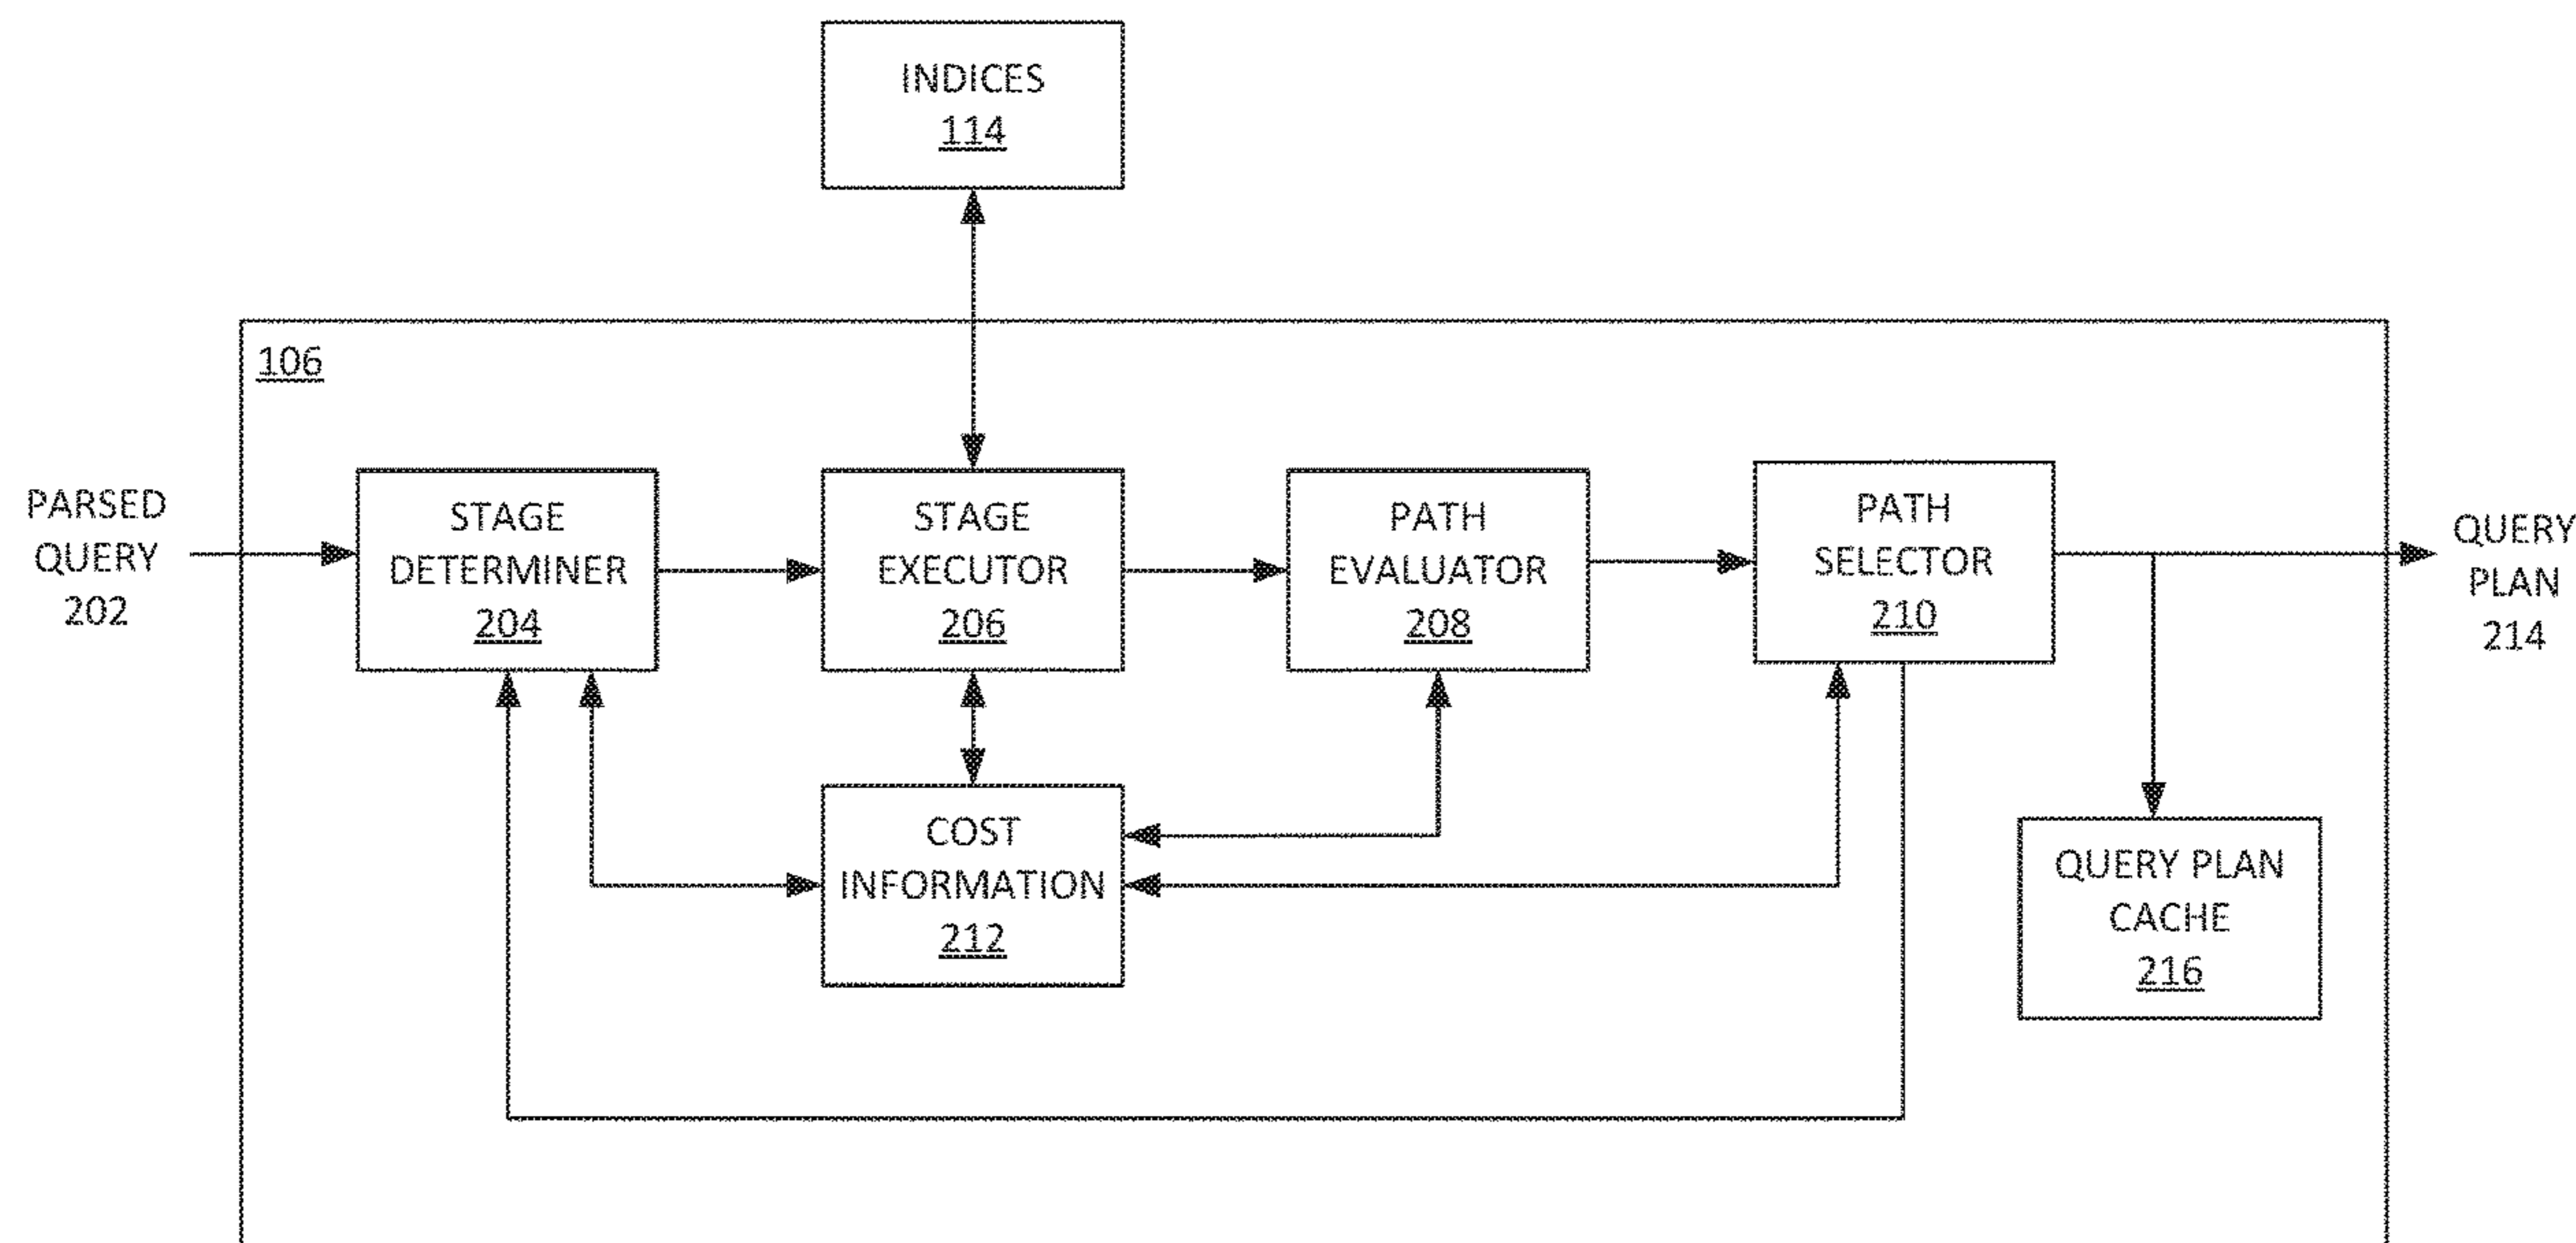 INDICES
114
106
PARSED
QUERY
202
STAGE
DETERMINER
204
STAGE
EXECUTOR
206
PATH
EVALUATOR
208
PATH
SELECTOR
210
QUERY
PLAN
214
COST
INFORMATION
212
QUERY PLAN
CACHE
216